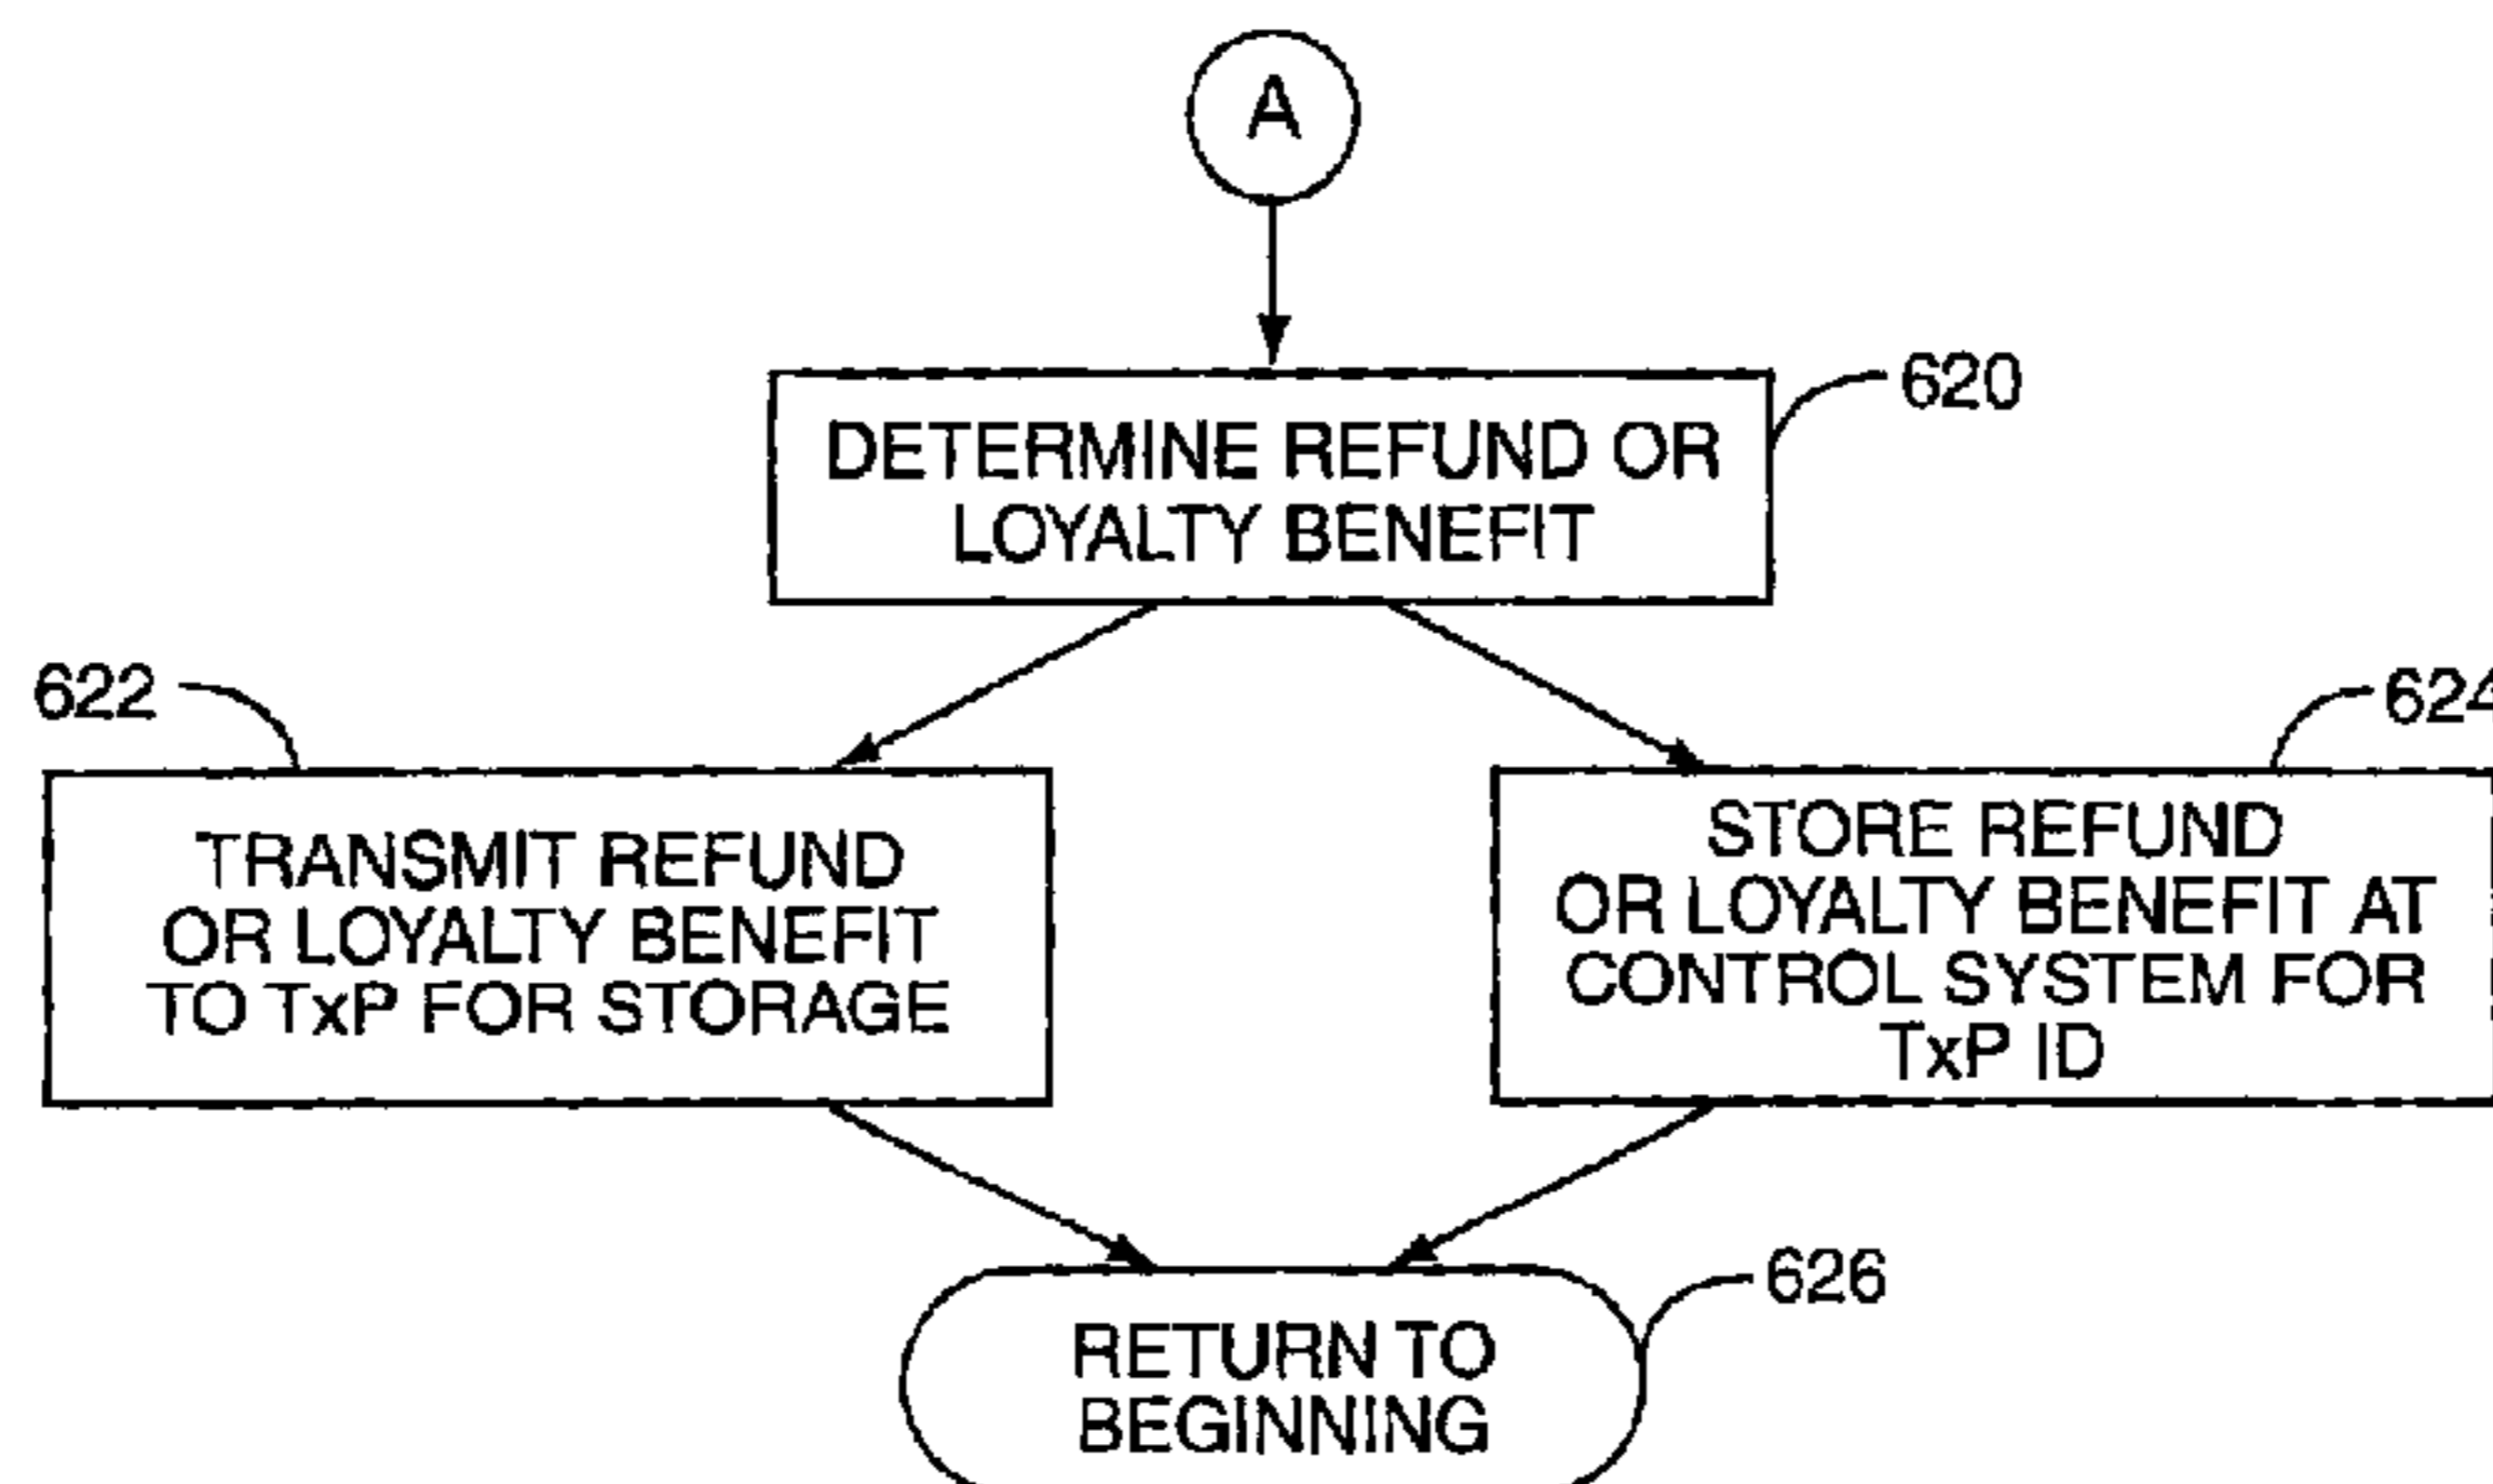 A
620
DETERMINE REFUND OR
LOYALTY BENEFIT
622
624
TRANSMIT REFUND
OR LOYALTY BENEFIT
TO TxP FOR STORAGE
STORE REFUND
OR LOYALTY BENEFIT AT
CONTROL SYSTEM FOR
TxP ID
626
RETURN TO
BEGINNING